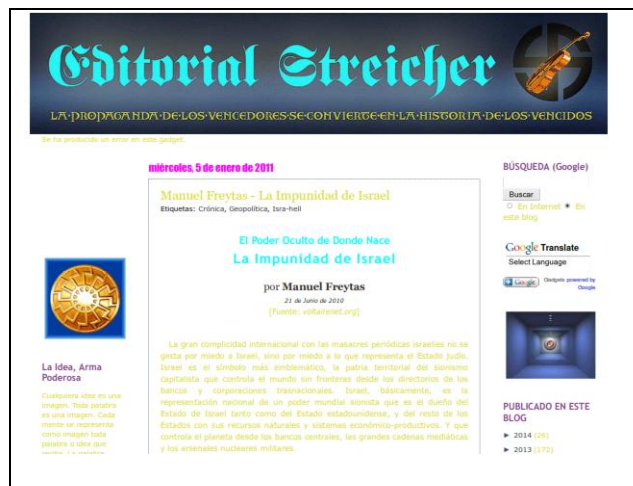 Editorial Streicher
LA·PROPAGANDA·DE·LOS·VENCEDORES·SE·CONVIERTE·EN·LA·HISTORIA·DE·LOS·VENCIDOS
Se ha producido un error en este gadget.
miércoles, 5 de enero de 2011
Manuel Freytas - La Impunidad de Israel
Etiquetas: Crónica, Geopolítica, Isra-hell
El Poder Oculto de Donde Nace
La Impunidad de Israel
por Manuel Freytas
21 de Junio de 2010
[Fuente: voltairenet.org]
La gran complicidad internacional con las masacres periódicas israelíes no se
gesta por miedo a Israel, sino por miedo a lo que representa el Estado judío.
Israel es el símbolo más emblemático, la patria territorial del sionismo
capitalista que controla el mundo sin fronteras desde los directorios de los
bancos y corporaciones trasnacionales. Israel, básicamente, es la
representación nacional de un poder mundial sionista que es el dueño del
Estado de Israel tanto como del Estado estadounidense, y del resto de los
Estados con sus recursos naturales y sistemas económico-productivos. Y que
controla el planeta desde los bancos centrales, las grandes cadenas mediáticas
y los arsenales nucleares militares.
La Idea, Arma
Poderosa
Cualquiera idea es una
imagen. Toda palabra
es una imagen. Cada
mente se representa
como imagen toda
palabra o idea que
BÚSQUEDA (Google)
Buscar
En Internet En
este blog
Google Translate
Select Language
Google Gadgets powered by
Google
PUBLICADO EN ESTE
BLOG
► 2014 (26)
► 2013 (172)